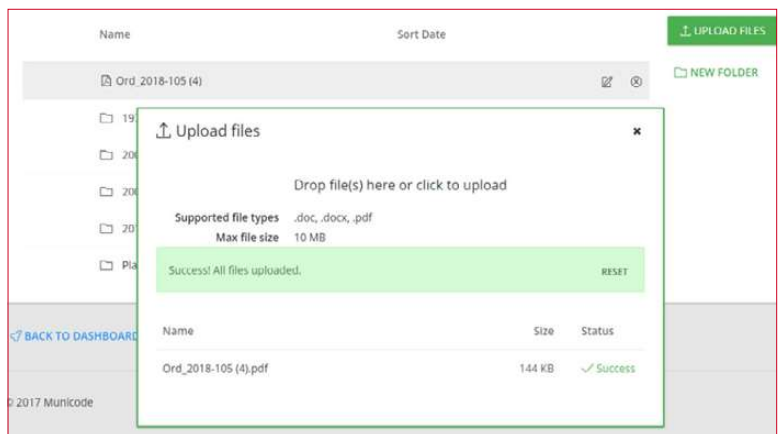 Name Sort Date
UPLOAD FILES
Ord_2018-105 (4)
NEW FOLDER
Upload files
Drop file(s) here or click to upload
Supported file types .doc, .docx, .pdf
Max file size 10 MB
Pla
Success! All files uploaded. RESET
BACK TO DASHBOARD
Name Size Status
Ord_2018-105 (4).pdf 144 KB Success
© 2017 Municode